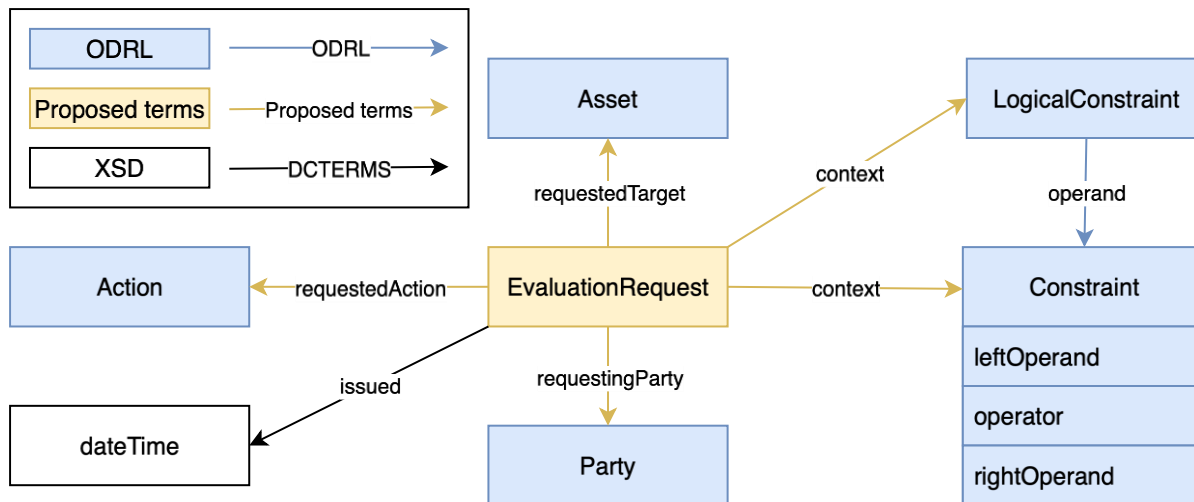 ODRL
ODRL
Proposed terms
Proposed terms
XSD
DCTERMS
Asset
LogicalConstraint
context
requestedTarget
operand
Action
requestedAction
EvaluationRequest
context
Constraint
leftOperand
issued
requestingParty
operator
dateTime
Party
rightOperand